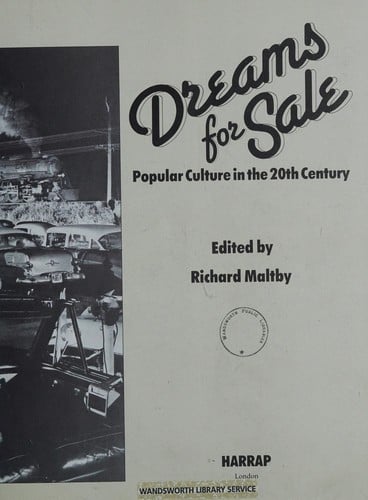 Dreams
for Sale
Popular Culture in the 20th Century
Edited by
Richard Maltby
WANDSWORTH PUBLIC LIBRARIES
HARRAP
London
WANDSWORTH LIBRARY SERVICE